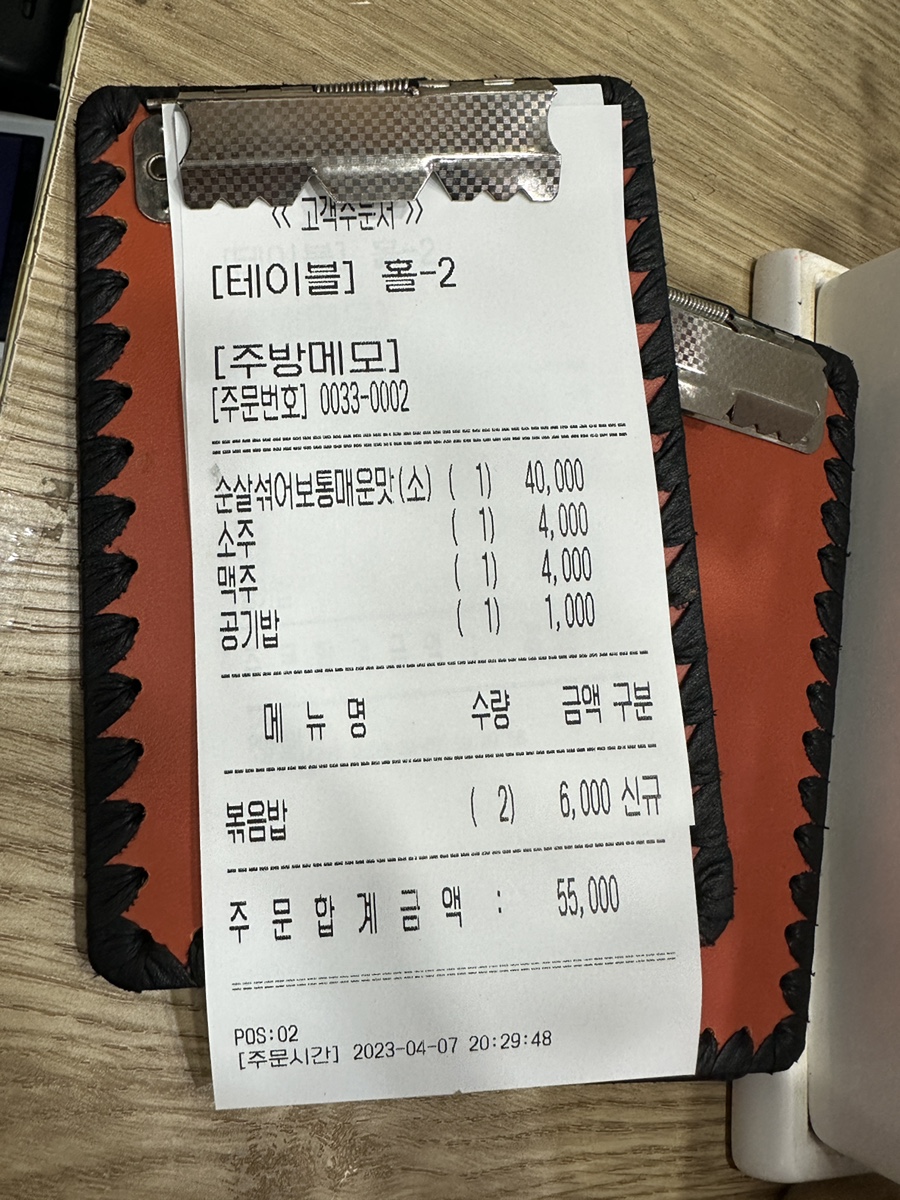 《 고객주문서 》
[테이블] 홀-2
[주방메모]
[주문번호] 0033-0002
순살섞어보통매운맛(소) ( 1) 40,000
소주 ( 1) 4,000
맥주 ( 1) 4,000
공기밥 ( 1) 1,000
메 뉴 명 수량 금액 구분
볶음밥 ( 2) 6,000 신규
주 문 합 계 금 액 : 55,000
POS:02
[주문시간] 2023-04-07 20:29:48